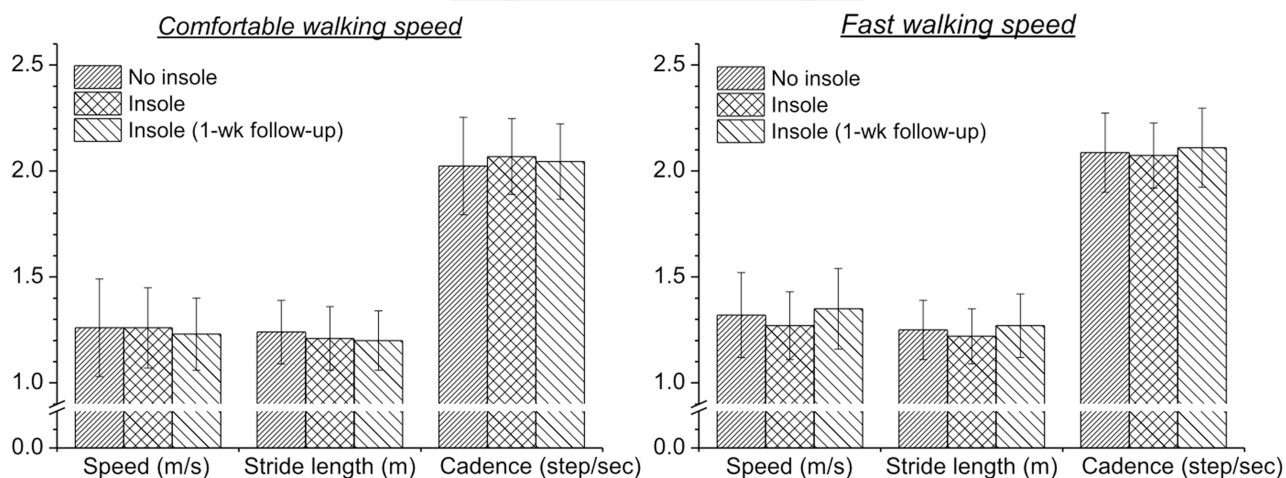 Comfortable walking speed
2.5
2.0
1.5
1.0
0.0
No insole
Insole
Insole (1-wk follow-up)
Speed (m/s)
Stride length (m)
Cadence (step/sec)
Fast walking speed
2.5
2.0
1.5
1.0
0.0
No insole
Insole
Insole (1-wk follow-up)
Speed (m/s)
Stride length (m)
Cadence (step/sec)